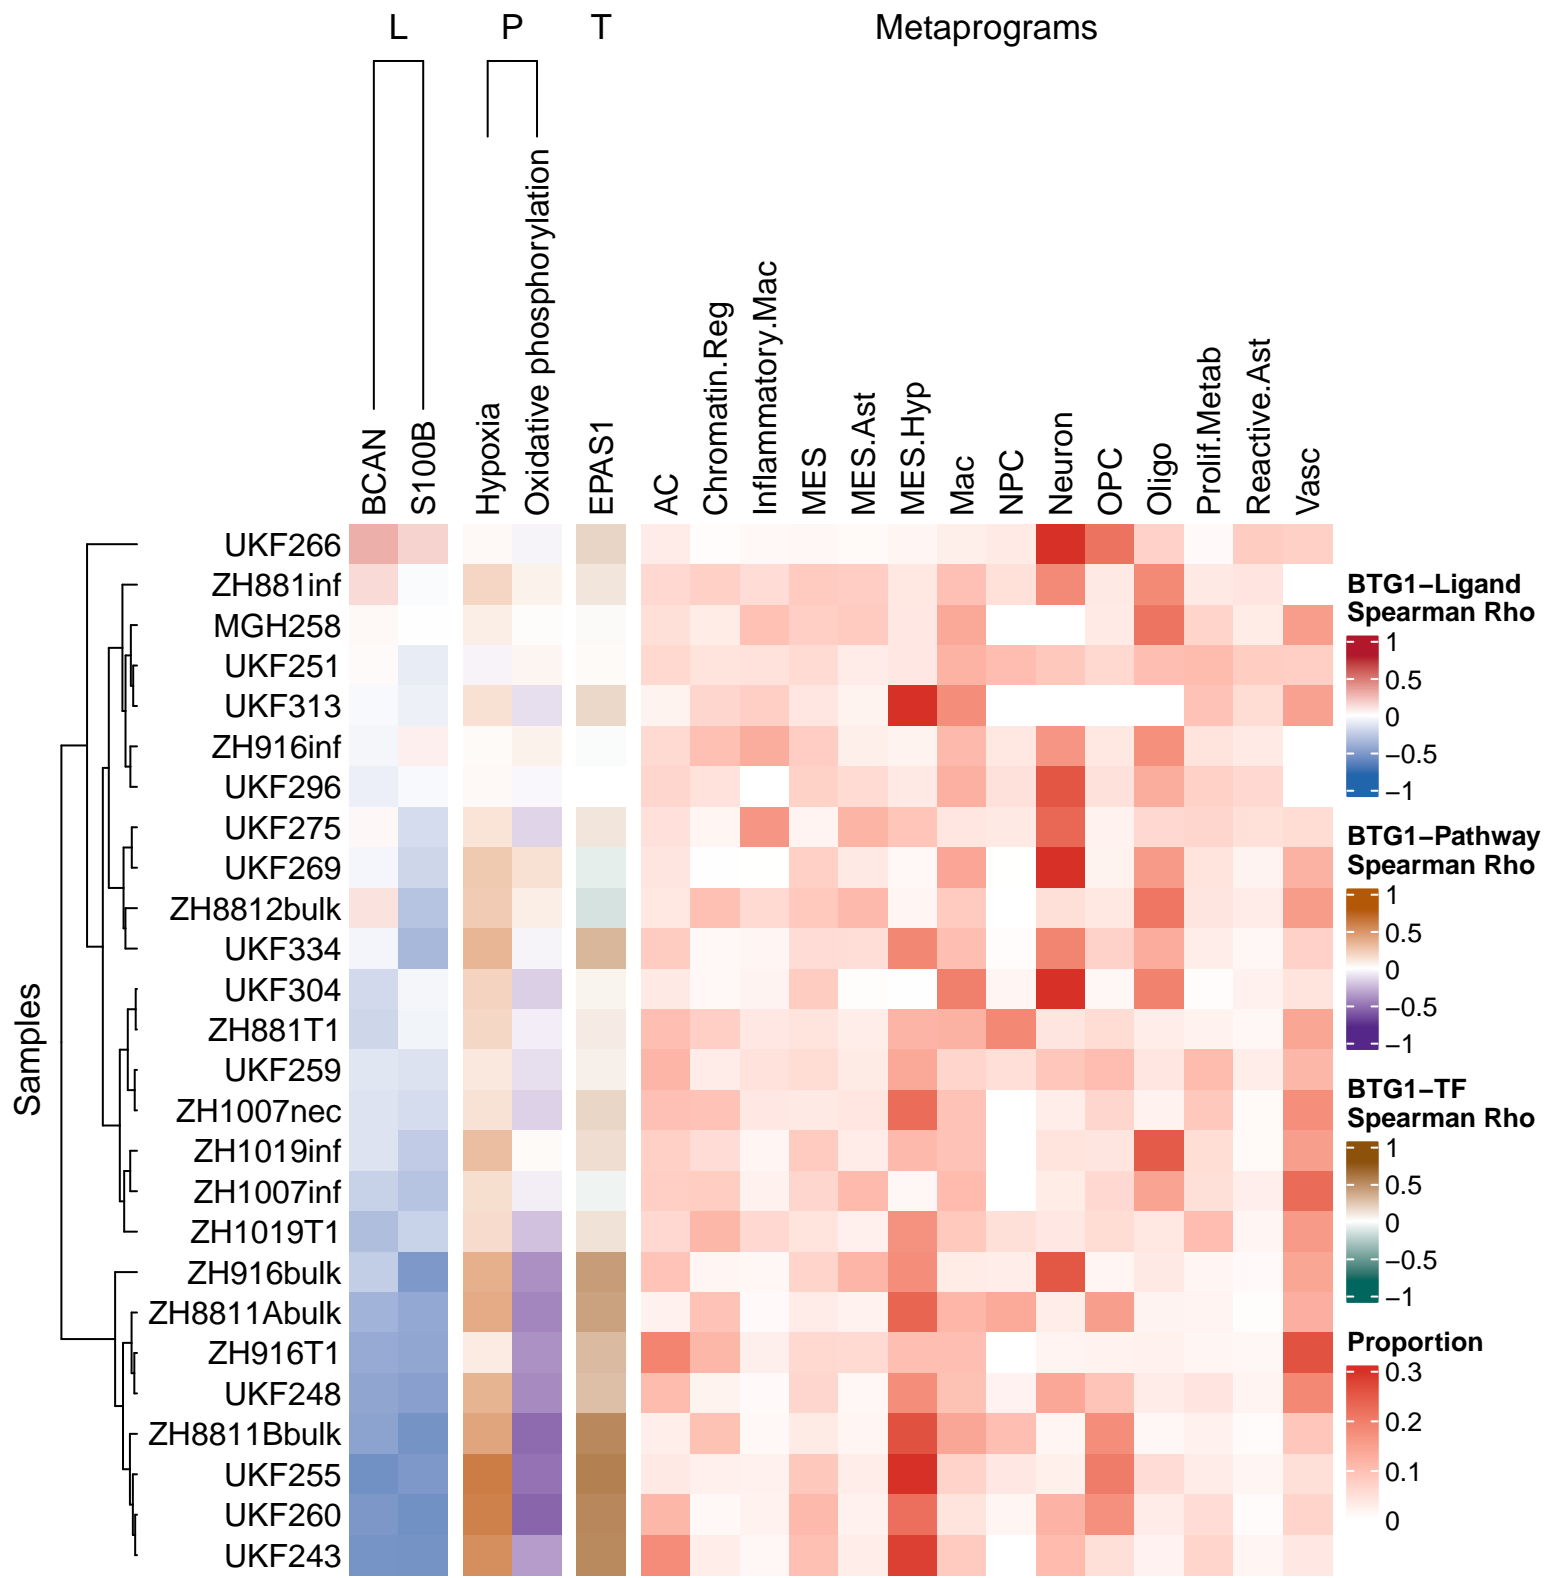 L P T Metaprograms
BCAN
S100B
Hypoxia
Oxidative phosphorylation
EPAS1
AC
Chromatin.Reg
Inflammatory.Mac
MES
MES.Ast
MES.Hyp
Mac
NPC
Neuron
OPC
Oligo
Prolif.Metab
Reactive.Ast
Vasc
Samples
UKF266
ZH881inf
MGH258
UKF251
UKF313
ZH916inf
UKF296
UKF275
UKF269
ZH8812bulk
UKF334
UKF304
ZH881T1
UKF259
ZH1007nec
ZH1019inf
ZH1007inf
ZH1019T1
ZH916bulk
ZH8811Abulk
ZH916T1
UKF248
ZH8811Bbulk
UKF255
UKF260
UKF243
BTG1−Ligand
Spearman Rho
1
0.5
0
−0.5
−1
BTG1−Pathway
Spearman Rho
1
0.5
0
−0.5
−1
BTG1−TF
Spearman Rho
1
0.5
0
−0.5
−1
Proportion
0.3
0.2
0.1
0